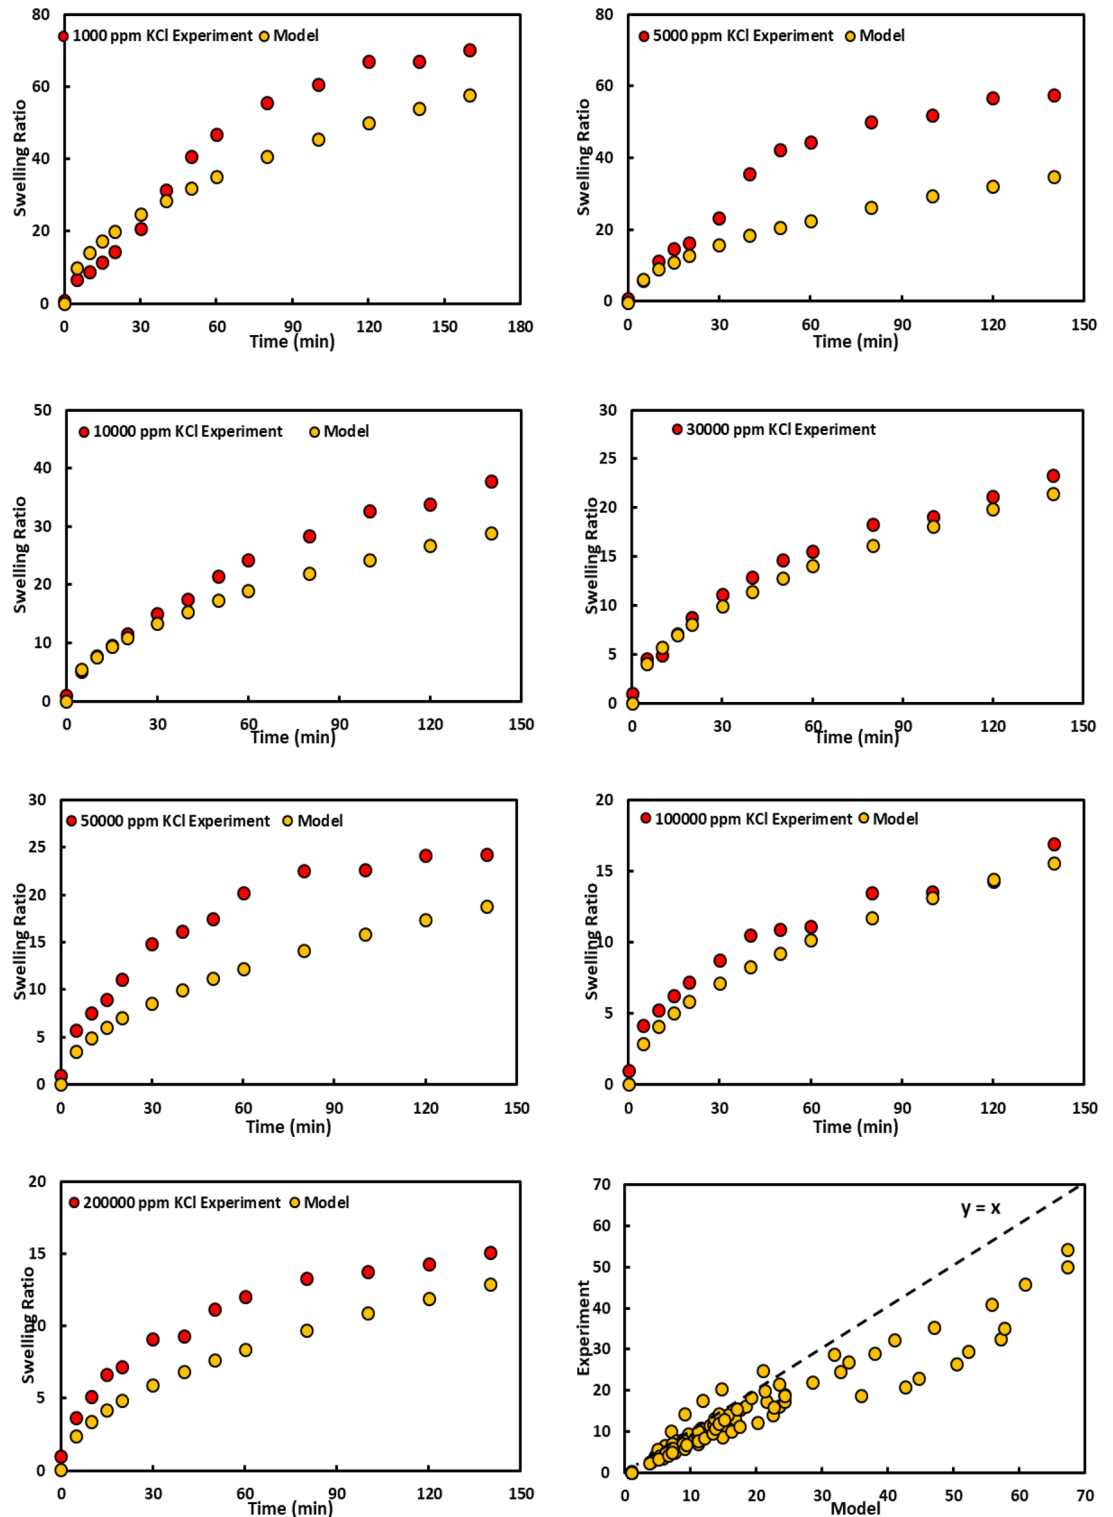 80
60
40
20
0
Swelling Ratio
1000 ppm KCl Experiment Model
0 30 60 90 120 150 180
Time (min)
80
60
40
20
0
Swelling Ratio
5000 ppm KCl Experiment Model
0 30 60 90 120 150
Time (min)
50
40
30
20
10
0
Swelling Ratio
10000 ppm KCl Experiment Model
0 30 60 90 120 150
Time (min)
30
25
20
15
10
5
0
Swelling Ratio
30000 ppm KCl Experiment
0 30 60 90 120 150
Time (min)
30
25
20
15
10
5
0
Swelling Ratio
50000 ppm KCl Experiment Model
0 30 60 90 120 150
Time (min)
20
15
10
5
0
Swelling Ratio
100000 ppm KCl Experiment Model
0 30 60 90 120 150
Time (min)
20
15
10
5
0
Swelling Ratio
200000 ppm KCl Experiment Model
0 30 60 90 120 150
Time (min)
70
60
50
40
30
20
10
0
Experiment
y = x
0 10 20 30 40 50 60 70
Model